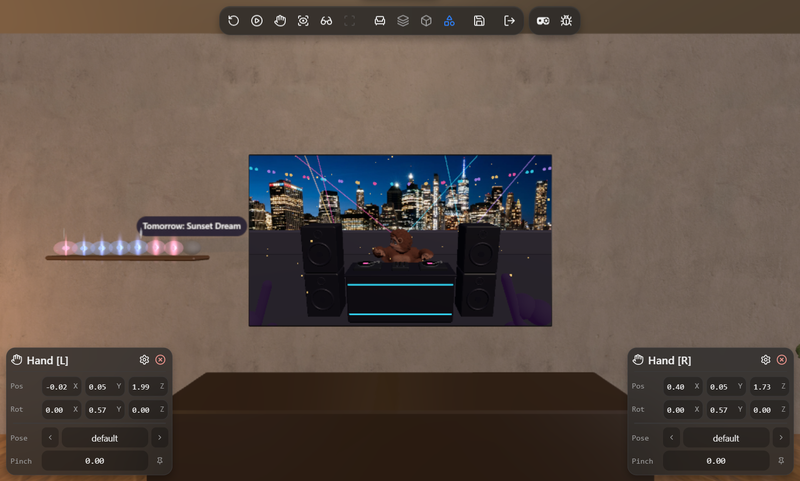 Tomorrow: Sunset Dream
Hand [L]
Pos -0.02 X 0.05 Y 1.99 Z
Rot 0.00 X 0.57 Y 0.00 Z
Pose < default >
Pinch 0.00
Hand [R]
Pos 0.40 X 0.05 Y 1.73 Z
Rot 0.00 X 0.57 Y 0.00 Z
Pose < default >
Pinch 0.00